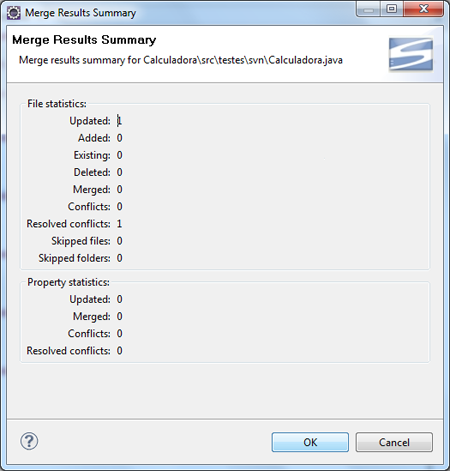 Merge Results Summary
Merge Results Summary
Merge results summary for Calculadora\src\testes\svn\Calculadora.java
File statistics:
Updated: 1
Added: 0
Existing: 0
Deleted: 0
Merged: 0
Conflicts: 0
Resolved conflicts: 1
Skipped files: 0
Skipped folders: 0
Property statistics:
Updated: 0
Merged: 0
Conflicts: 0
Resolved conflicts: 0
?
OK
Cancel